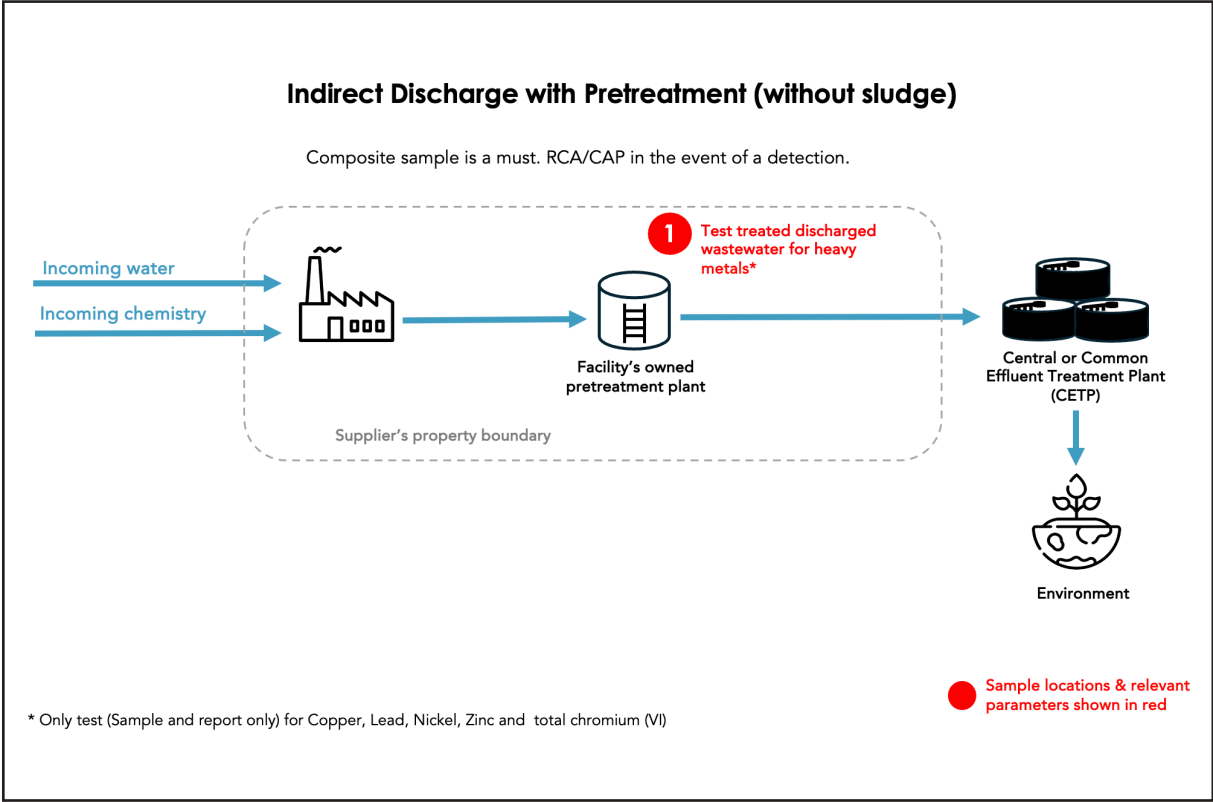 Indirect Discharge with Pretreatment (without sludge)
Composite sample is a must. RCA/CAP in the event of a detection.
1
Test treated discharged
wastewater for heavy
metals*
Incoming water
Incoming chemistry
Facility's owned
pretreatment plant
Central or Common
Effluent Treatment Plant
(CETP)
Supplier's property boundary
Environment
Sample locations & relevant
parameters shown in red
* Only test (Sample and report only) for Copper, Lead, Nickel, Zinc and total chromium (VI)